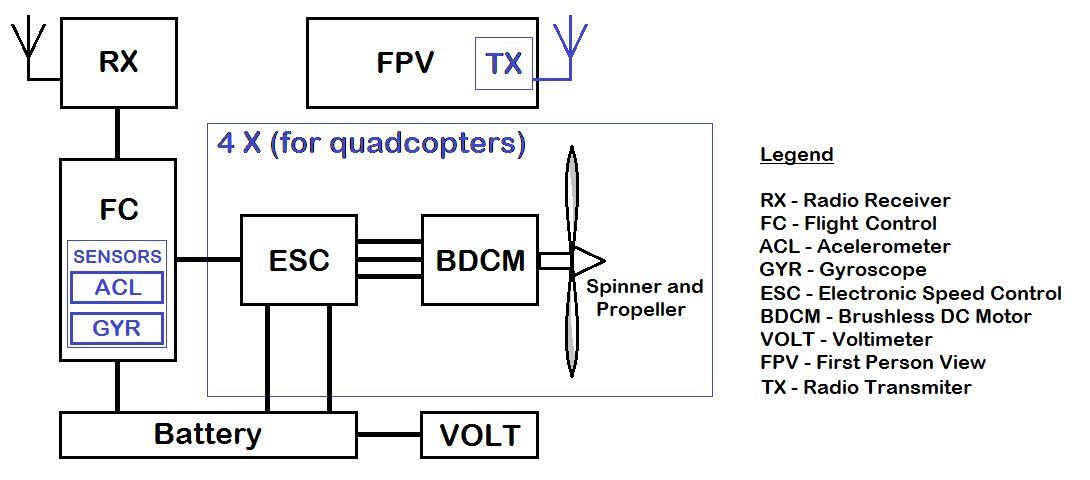 RX
FPV
TX
4 X (for quadcopters)
FC
SENSORS
ACL
GYR
ESC
BDCM
Spinner and
Propeller
Battery
VOLT
Legend
RX - Radio Receiver
FC - Flight Control
ACL - Acelerometer
GYR - Gyroscope
ESC - Electronic Speed Control
BDCM - Brushless DC Motor
VOLT - Voltimeter
FPV - First Person View
TX - Radio Transmiter